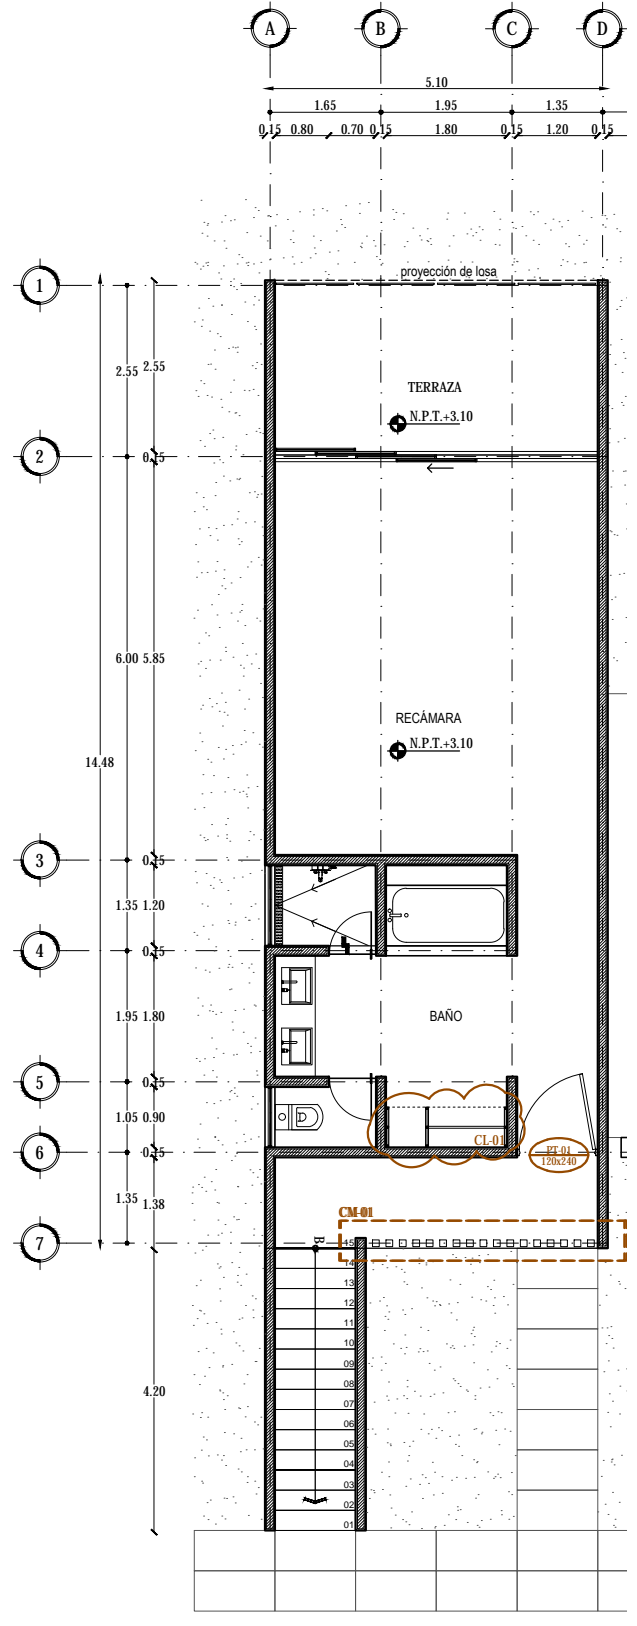 A B C D
5.10
1.65 1.95 1.35
0.15 0.80 0.70 0.15 1.80 0.15 1.20 0.15
proyección de losa
1
2.55 2.55
TERRAZA
N.P.T.+3.10
2
0.15
6.00 5.85
RECÁMARA
N.P.T.+3.10
14.48
3
0.15
1.35 1.20
4
0.15
1.95 1.80
BAÑO
5
0.15
1.05 0.90
CL-01
6
0.15
PT-01
120x240
1.35 1.38
CM-01
7
B
15
14
13
12
11
10
09
08
07
06
05
04
03
02
01
4.20